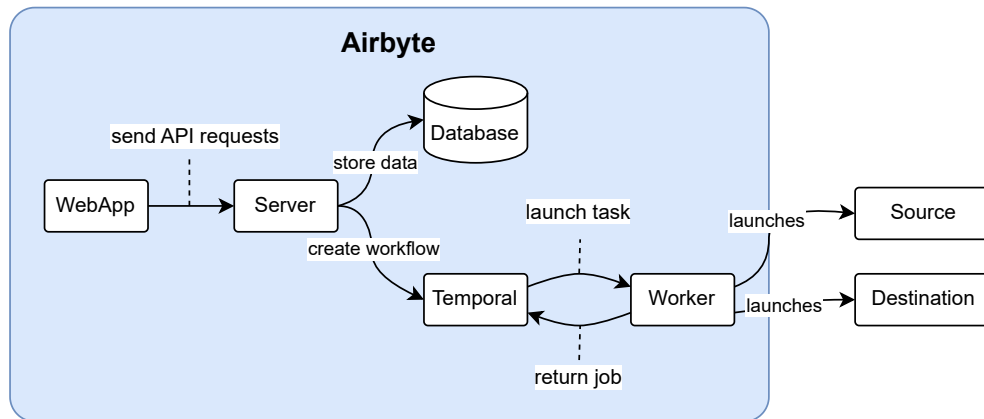 Airbyte
Database
send API requests
store data
WebApp
Server
launch task
launches
Source
create workflow
Temporal
Worker
launches
Destination
return job